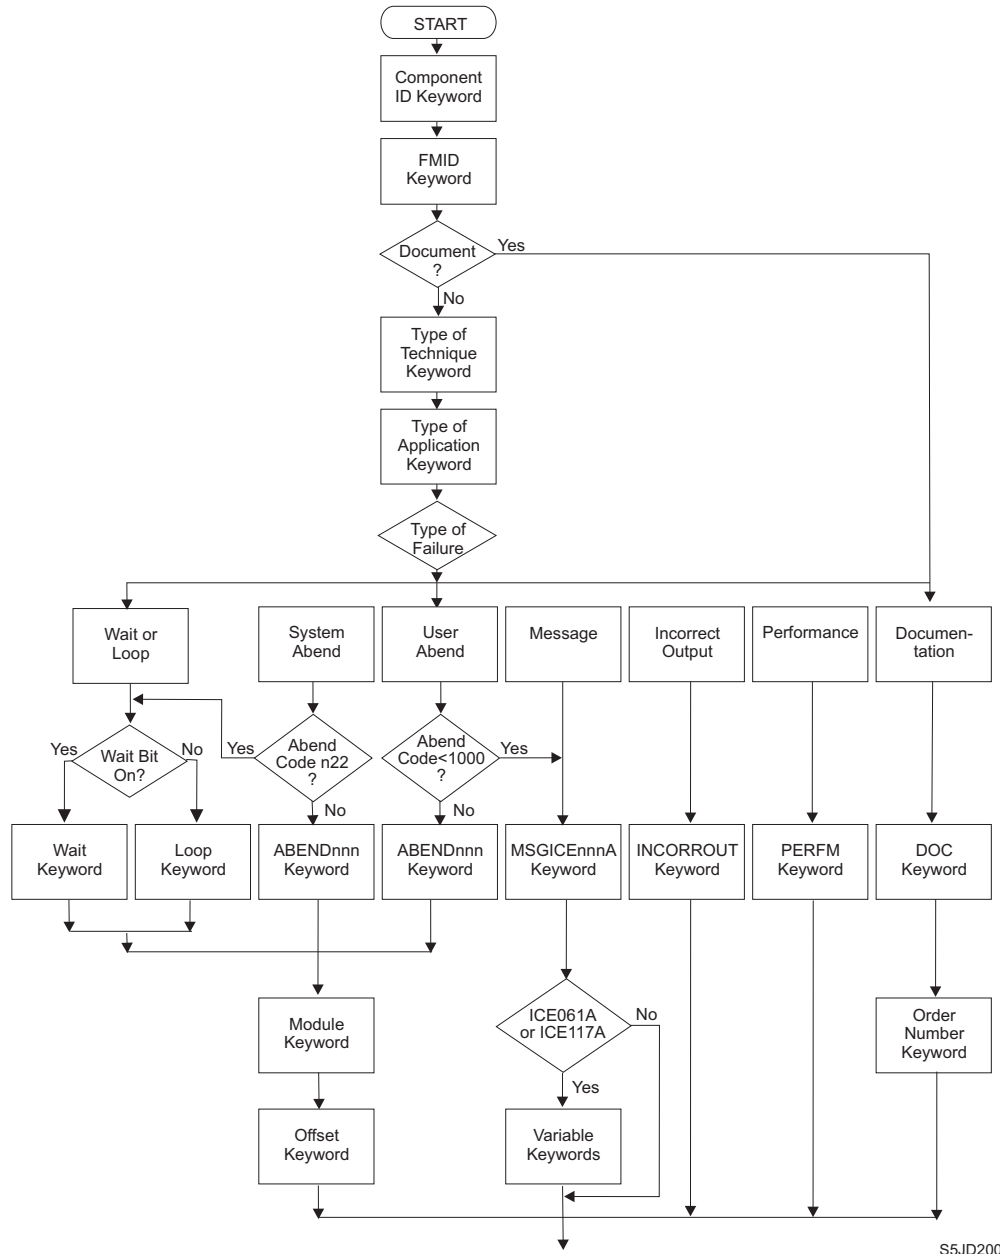 START
Component
ID Keyword
FMID
Keyword
Document
?
Yes
No
Type of
Technique
Keyword
Type of
Application
Keyword
Type of
Failure
Wait or
Loop
System
Abend
User
Abend
Message
Incorrect
Output
Performance
Documen-
tation
Yes
Wait Bit
On?
No
Yes
Abend
Code n22
?
No
Abend
Code<1000
?
Yes
No
Wait
Keyword
Loop
Keyword
ABENDnnn
Keyword
ABENDnnn
Keyword
MSGICEnnnA
Keyword
INCORROUT
Keyword
PERFM
Keyword
DOC
Keyword
Module
Keyword
ICE061A
or ICE117A
No
Yes
Order
Number
Keyword
Offset
Keyword
Variable
Keywords
S5JD200